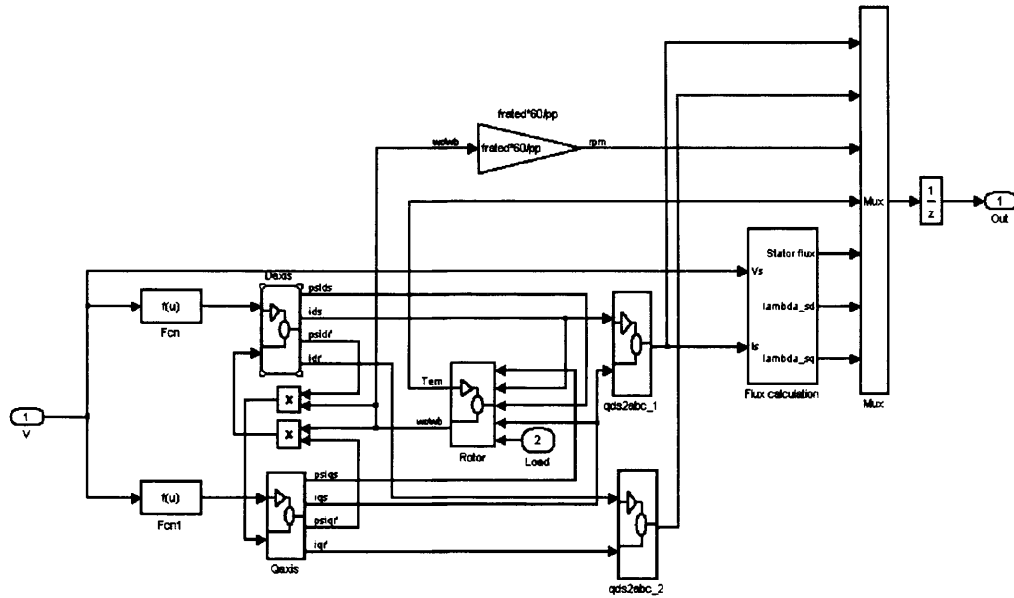 frated*60/pp
wr/wb
frated*60/pp
rpm
Mux
1
z
1
Out
Stator flux
Vs
lambda_sd
Is
lambda_sq
Flux calculation
Mux
Daxis
psids
ids
psidr
idr
f(u)
Fcn
qds2abc_1
Tem
wr/wb
Rotor
2
Load
x
x
1
V
f(u)
Fcn1
psiqs
iqs
psiqr
iqr
Qaxis
qds2abc_2